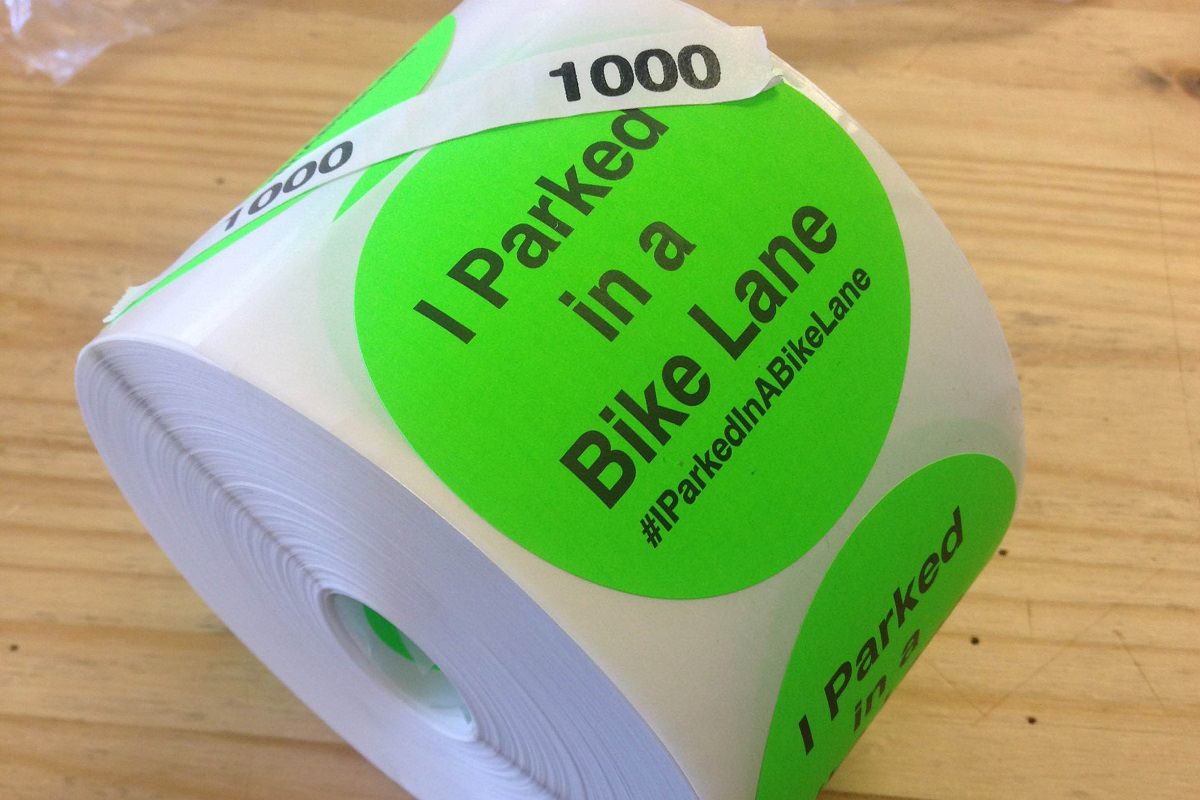 1000
1000
I Parked
in a
Bike Lane
#IParkedInABikeLane
I Parked
in a